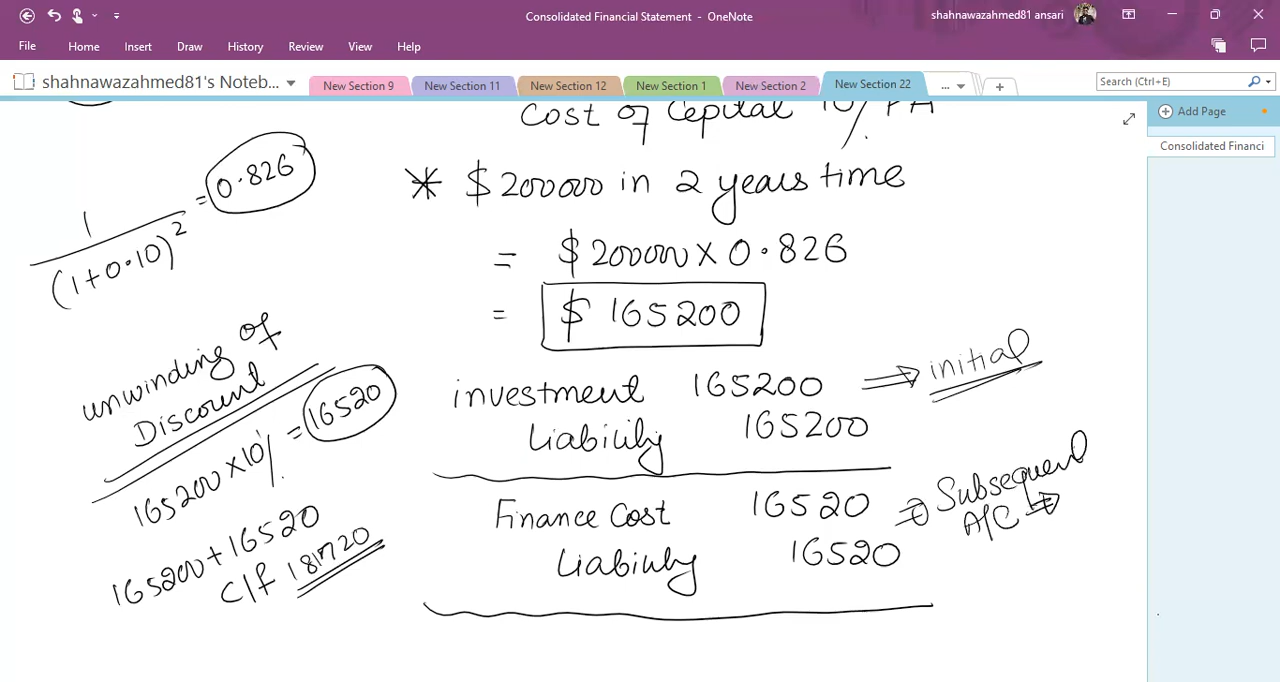 Consolidated Financial Statement - OneNote
shahnawazahmed81 ansari
File Home Insert Draw History Review View Help
shahnawazahmed81's Noteb...
New Section 9
New Section 11
New Section 12
New Section 1
New Section 2
New Section 22
...
Search (Ctrl+E)
Add Page
Consolidated Financi
Cost of Cepital 10% PA
* $200000 in 2 years time
= $200000 X 0.826
= $ 165200
1
(1+0.10)2
= 0.826
unwinding of
Discount
165200 X 10% = 16520
165200 + 16520
C/f 181720
investment 165200 ⇒ initial
Liability 165200
Finance Cost 16520 ⇒ Subsequent
A/C ⇒
Liability 16520